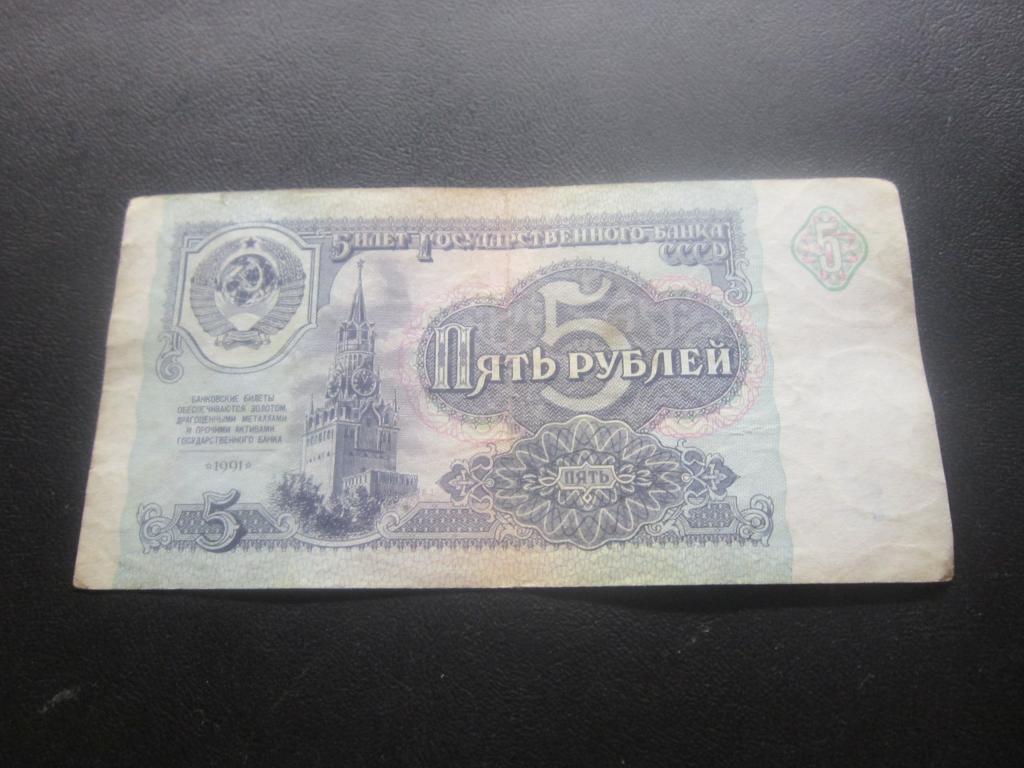 Билет Государственного Банка
СССР
5
5
Пять рублей
Банковские билеты
обеспечиваются золотом,
драгоценными металлами
и прочими активами
Государственного банка
1991
пять
5